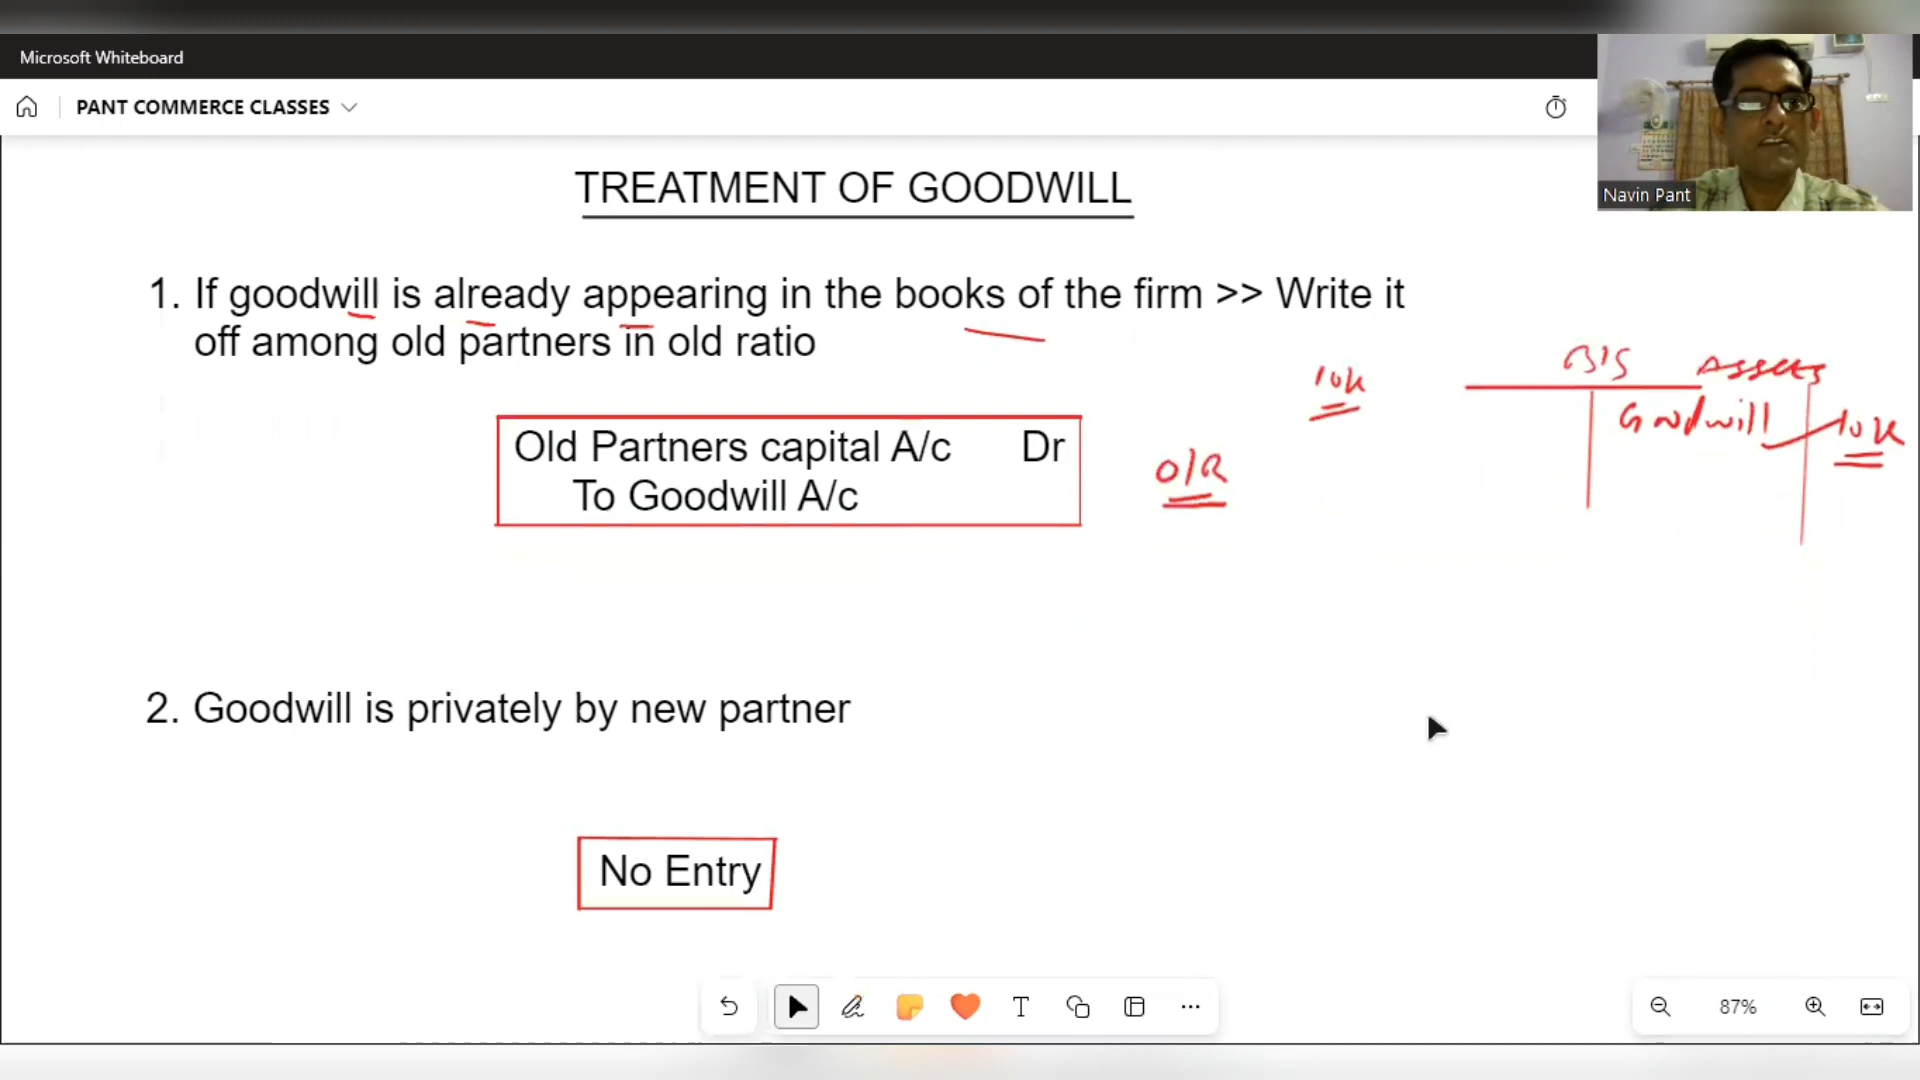 Microsoft Whiteboard
PANT COMMERCE CLASSES
Navin Pant
TREATMENT OF GOODWILL
1. If goodwill is already appearing in the books of the firm >> Write it
off among old partners in old ratio
10K
B/S Assets
Goodwill 10K
Old Partners capital A/c Dr
To Goodwill A/c
O/R
2. Goodwill is privately by new partner
No Entry
87%